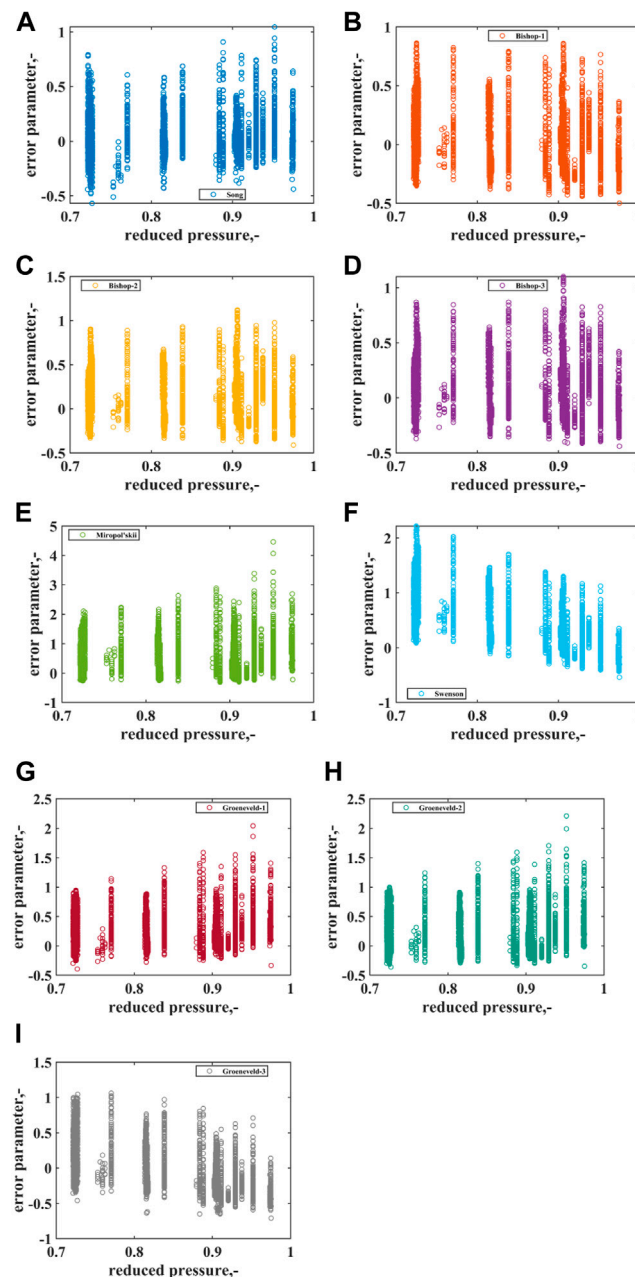 A
B
1
0.5
0
-0.5
0.7
0.8
0.9
1
reduced pressure,-
error parameter,-
Song
1
0.5
0
-0.5
0.7
0.8
0.9
reduced pressure,-
error parameter,-
Bishop-1
C
D
1.5
1
0.5
0
-0.5
0.7
0.8
0.9
1
reduced pressure,-
error parameter,-
Bishop-2
1
0.5
0
-0.5
0.7
0.8
0.9
reduced pressure,-
error parameter,-
Bishop-3
E
F
5
4
3
2
1
0
-1
0.7
0.8
0.9
1
reduced pressure,-
error parameter,-
Miropol'skii
2
1
0
-1
0.7
0.8
0.9
reduced pressure,-
error parameter,-
Swenson
G
H
2.5
2
1.5
1
0.5
0
-0.5
0.7
0.8
0.9
1
reduced pressure,-
error parameter,-
Groeneveld-1
2.5
2
1.5
1
0.5
0
-0.5
0.7
0.8
0.9
1
reduced pressure,-
error parameter,-
Groeneveld-2
I
1.5
1
0.5
0
-0.5
-1
0.7
0.8
0.9
1
reduced pressure,-
error parameter,-
Groeneveld-3